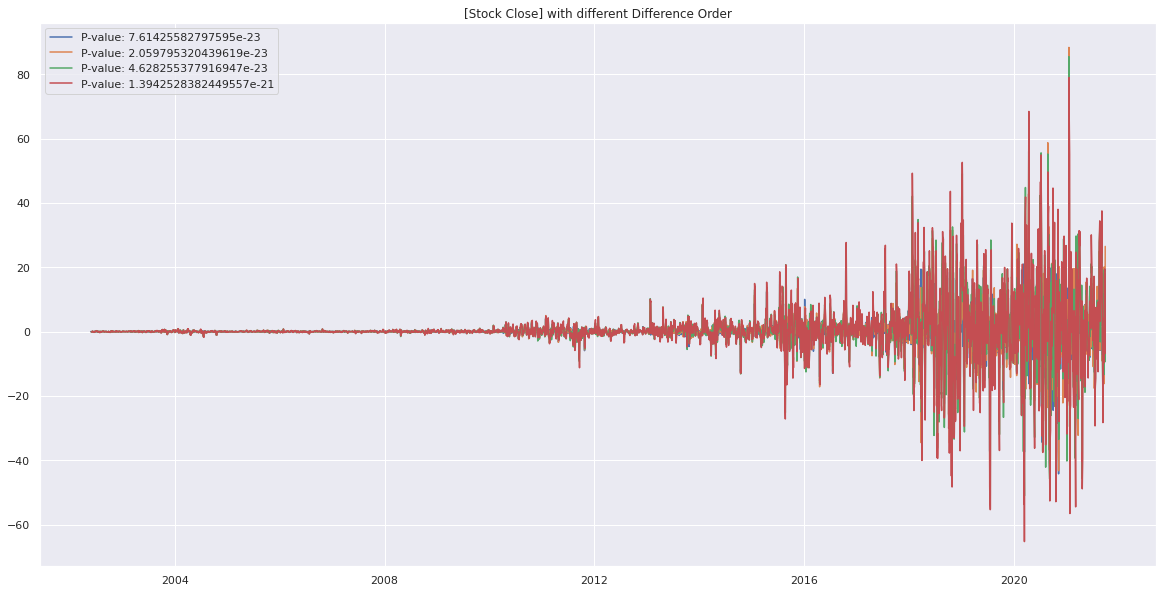 [Stock Close] with different Difference Order
P-value: 7.61425582797595e-23
P-value: 2.059795320439619e-23
P-value: 4.628255377916947e-23
P-value: 1.3942528382449557e-21
80
60
40
20
0
−20
−40
−60
2004
2008
2012
2016
2020